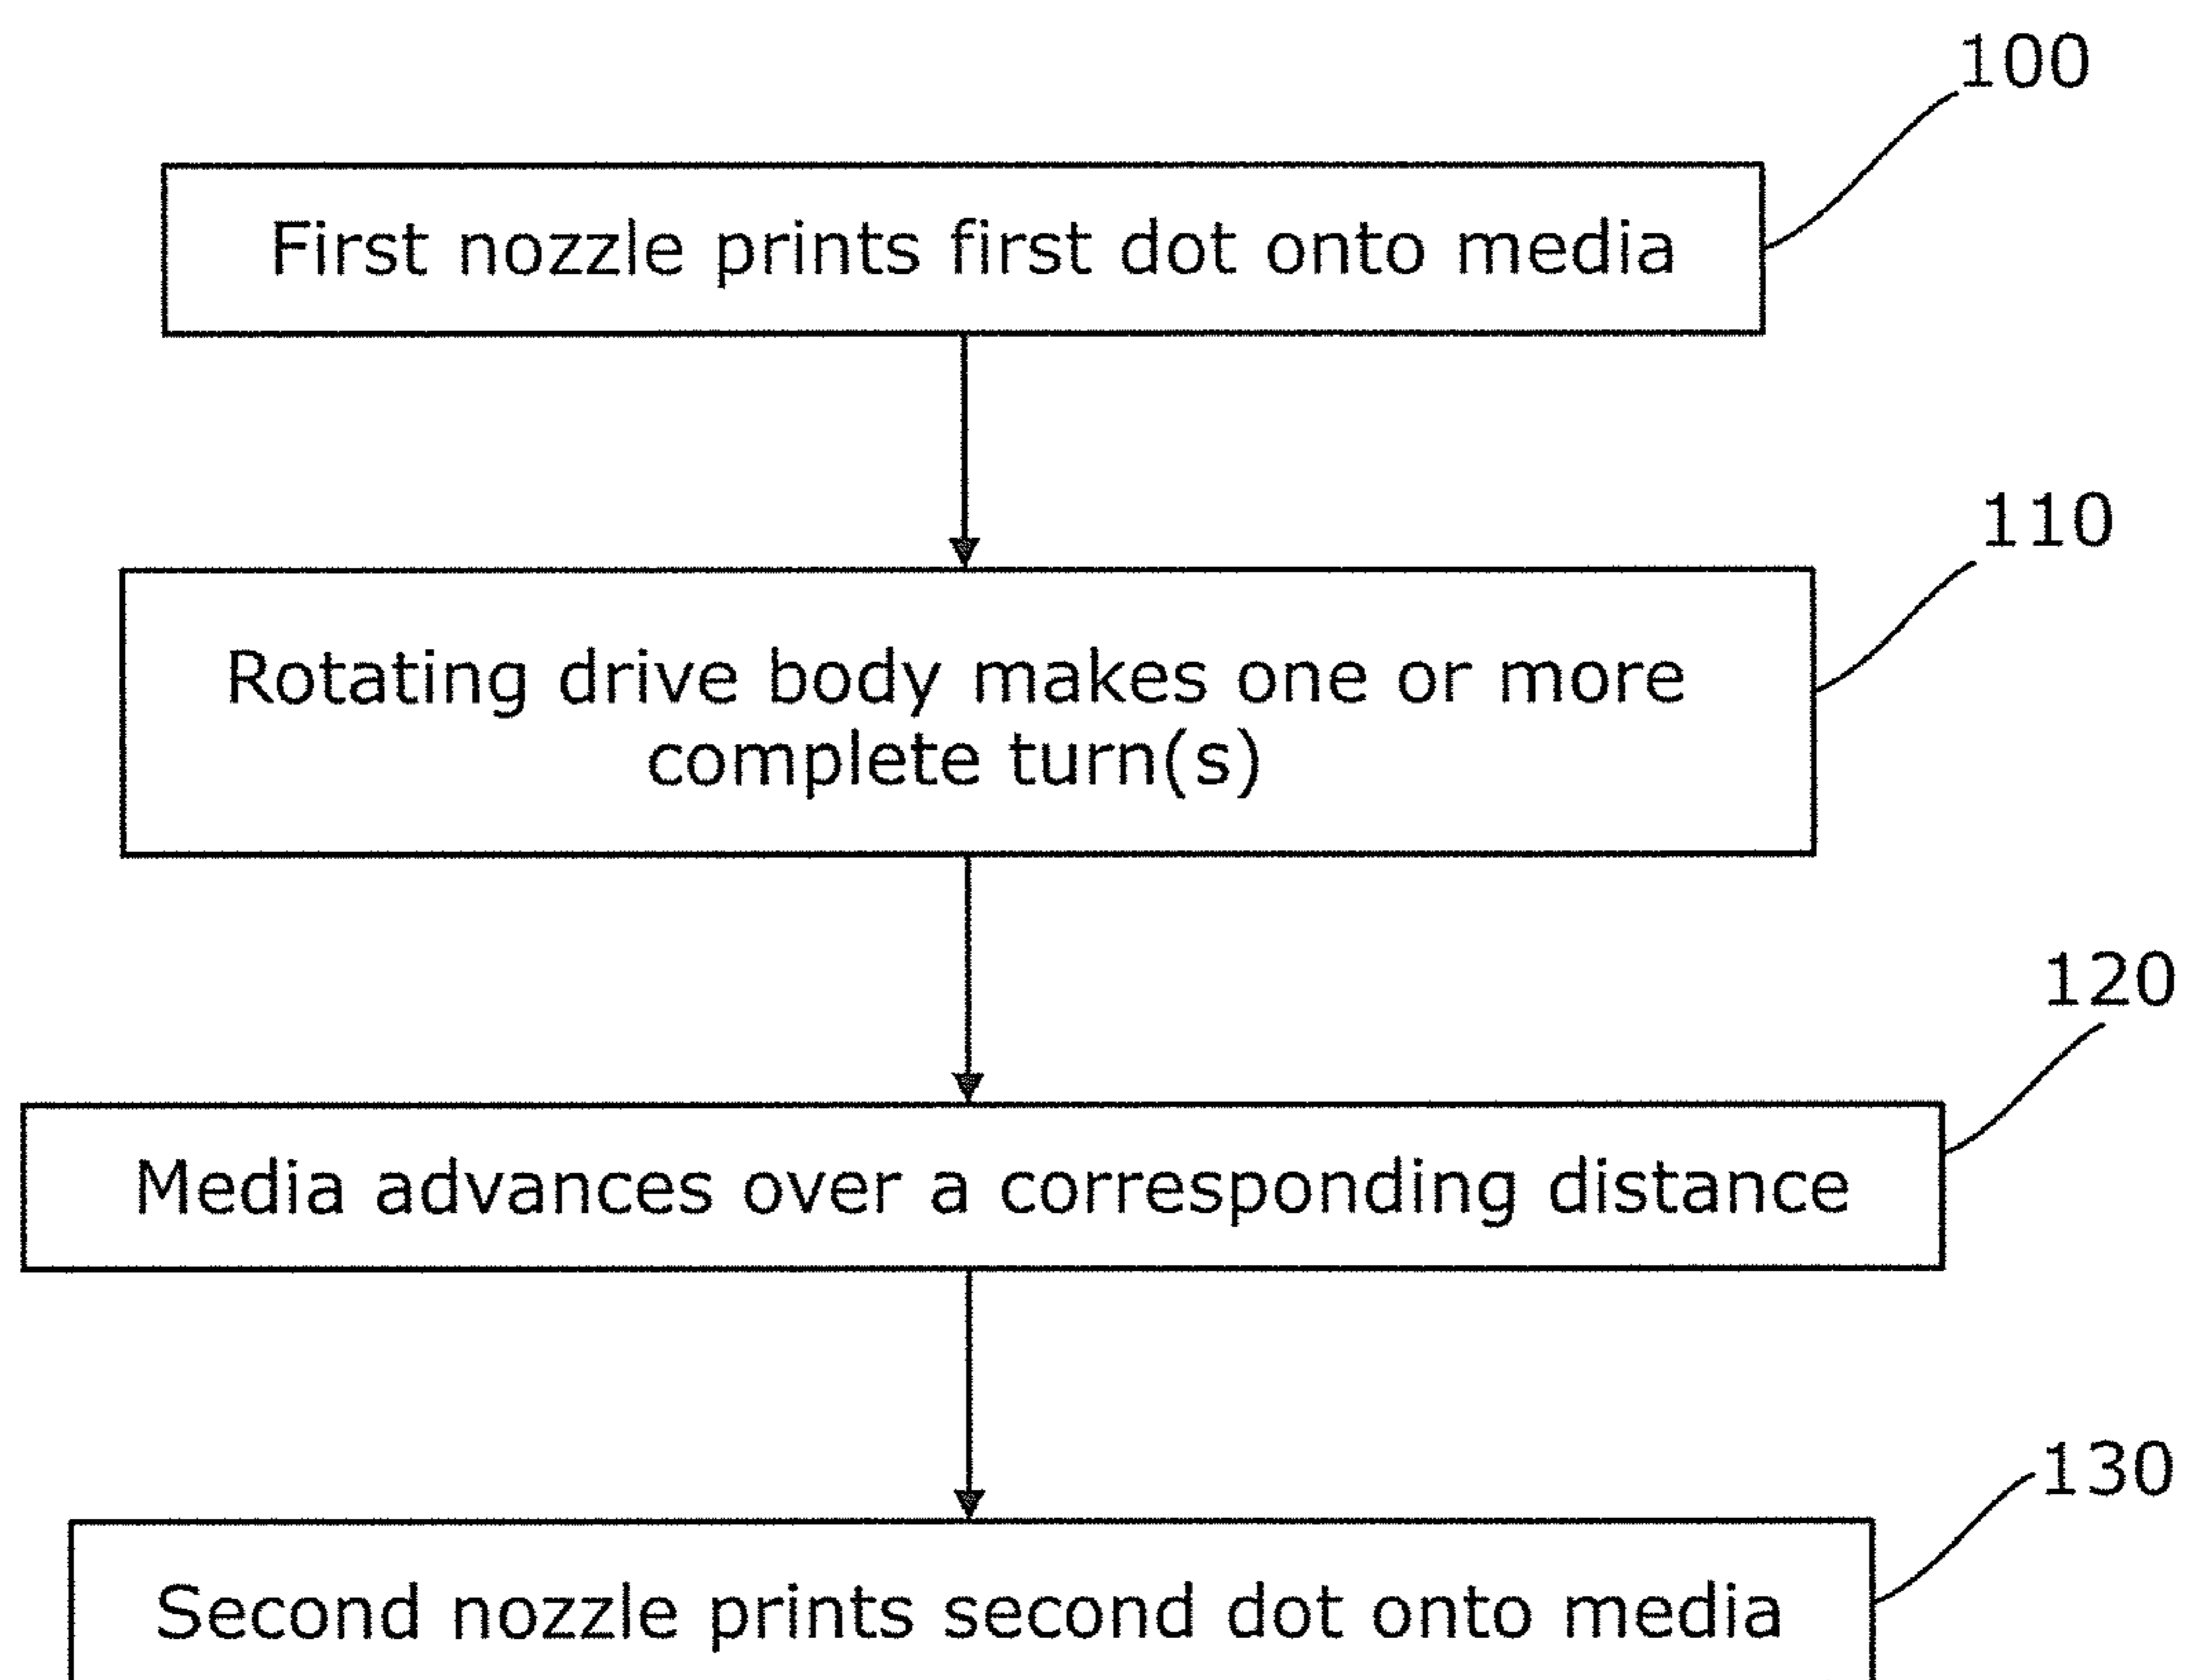 100
First nozzle prints first dot onto media
110
Rotating drive body makes one or more
complete turn(s)
120
Media advances over a corresponding distance
130
Second nozzle prints second dot onto media